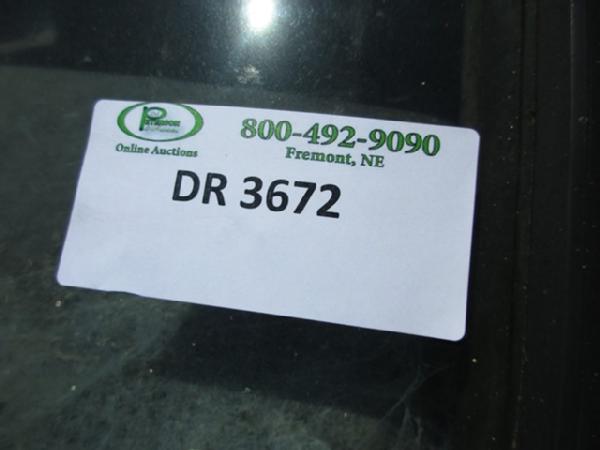 800-492-9090
Online Auctions
Fremont, NE
DR 3672